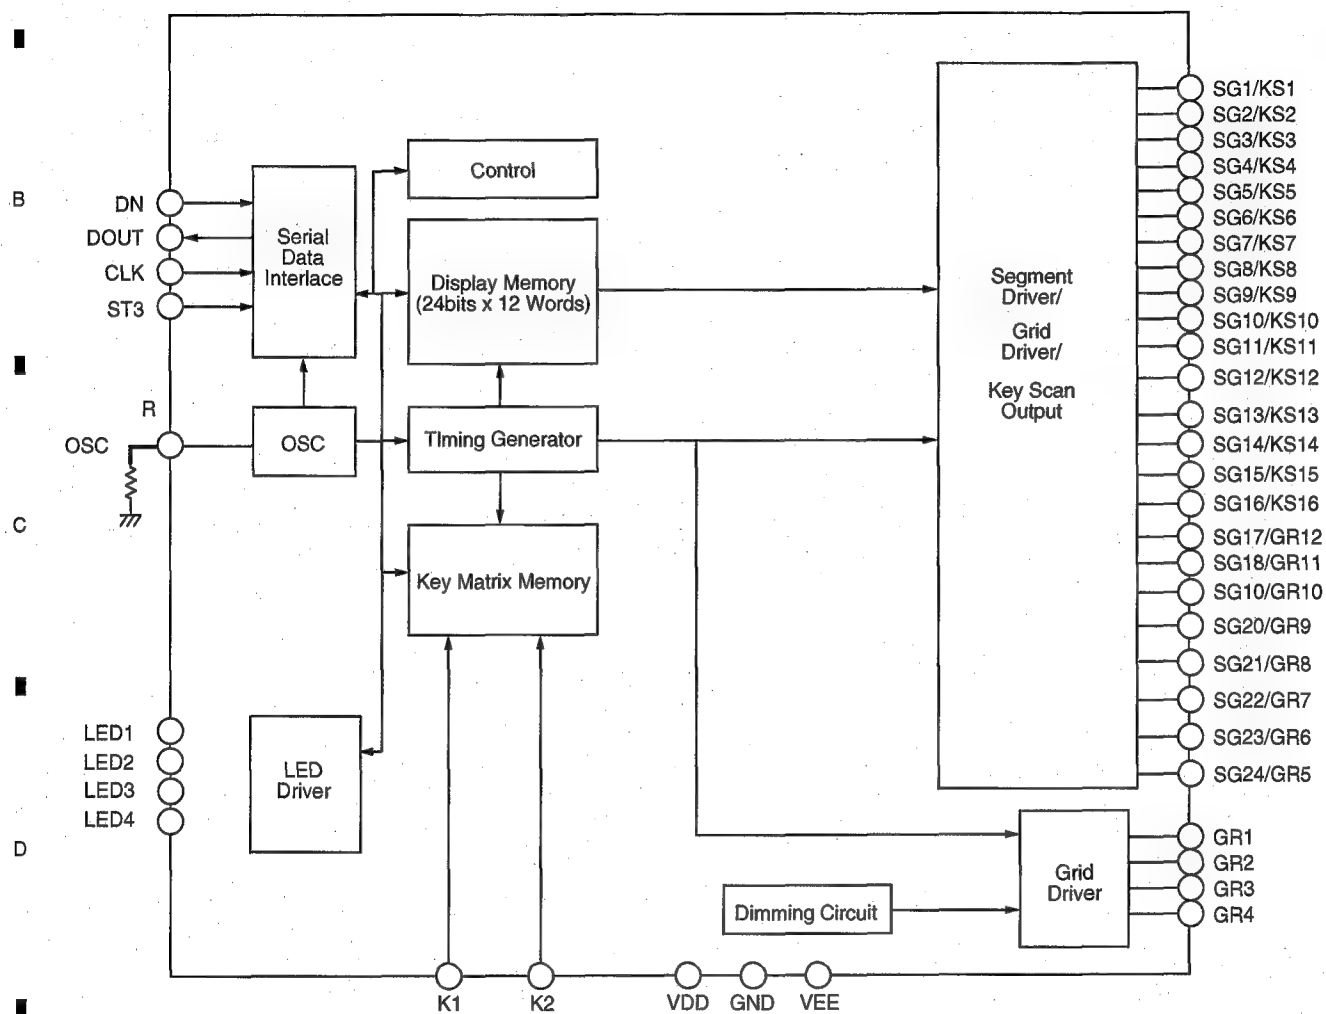 B
C
D
DN
DOUT
CLK
ST3
R
OSC
LED1
LED2
LED3
LED4
Serial
Data
Interlace
Control
Display Memory
(24bits x 12 Words)
OSC
TIming Generator
Key Matrix Memory
LED
Driver
Segment
Driver/
Grid
Driver/
Key Scan
Output
Dimming Circuit
Grid
Driver
SG1/KS1
SG2/KS2
SG3/KS3
SG4/KS4
SG5/KS5
SG6/KS6
SG7/KS7
SG8/KS8
SG9/KS9
SG10/KS10
SG11/KS11
SG12/KS12
SG13/KS13
SG14/KS14
SG15/KS15
SG16/KS16
SG17/GR12
SG18/GR11
SG10/GR10
SG20/GR9
SG21/GR8
SG22/GR7
SG23/GR6
SG24/GR5
GR1
GR2
GR3
GR4
K1
K2
VDD
GND
VEE